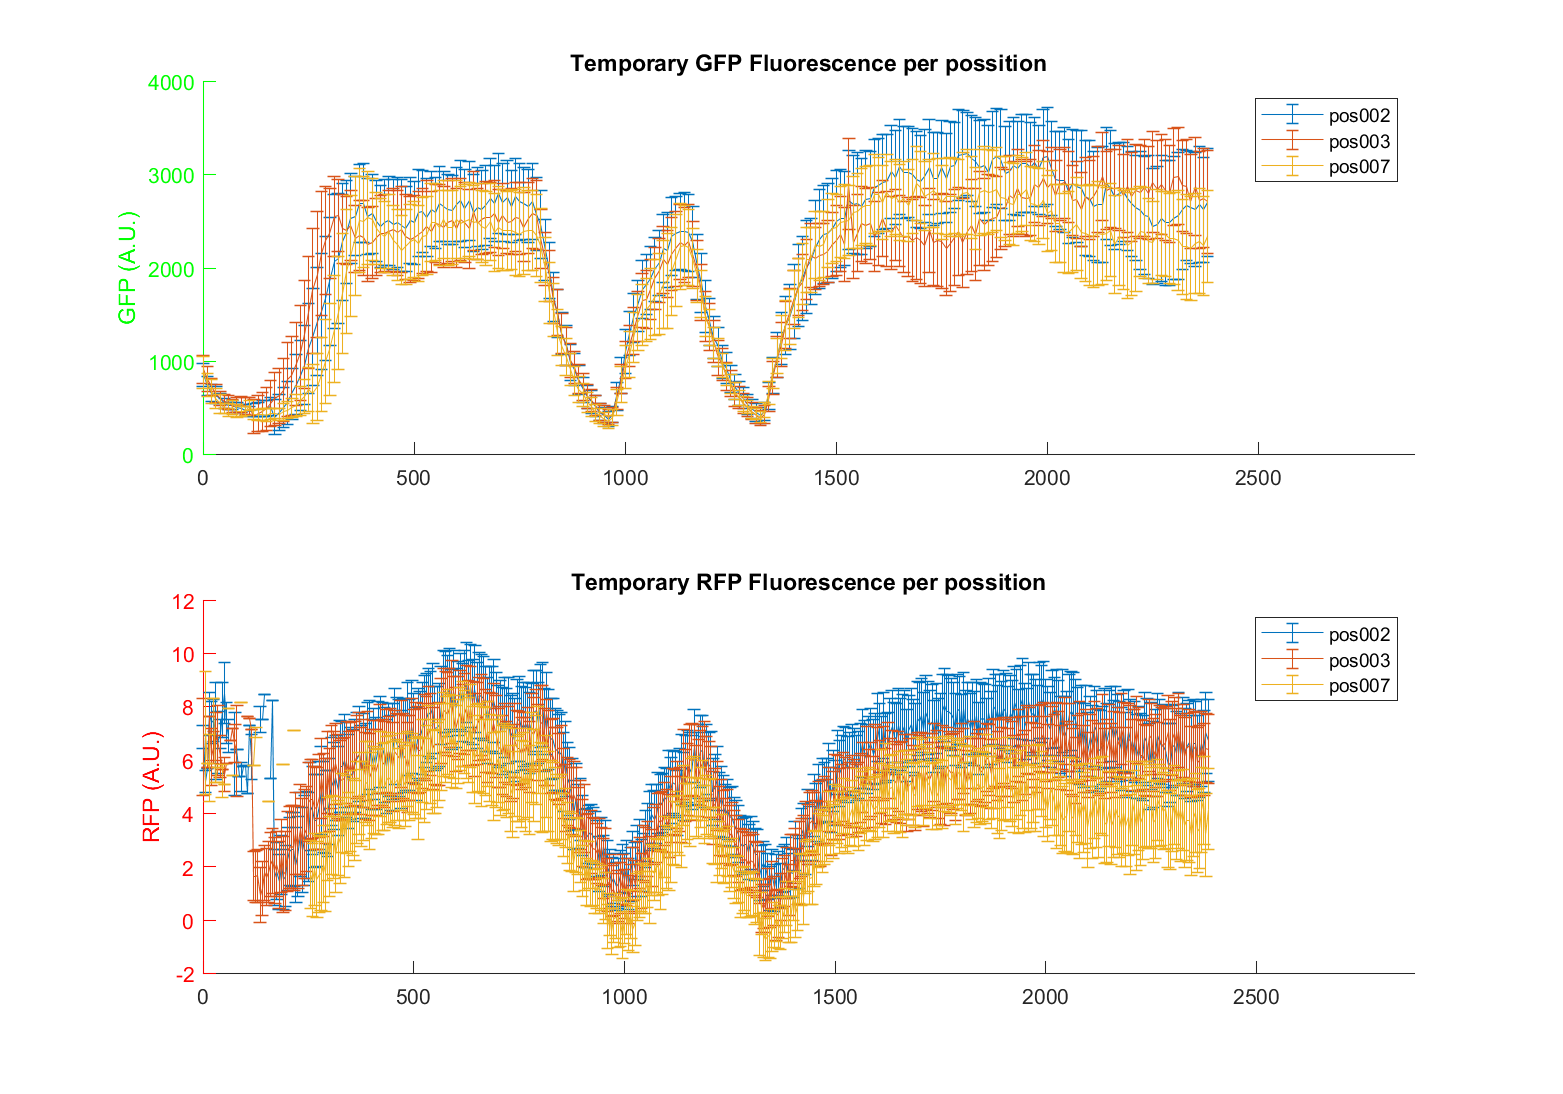 Temporary GFP Fluorescence per possition
GFP (A.U.)
4000
3000
2000
1000
0
0 500 1000 1500 2000 2500
pos002
pos003
pos007
Temporary RFP Fluorescence per possition
RFP (A.U.)
12
10
8
6
4
2
0
-2
0 500 1000 1500 2000 2500
pos002
pos003
pos007